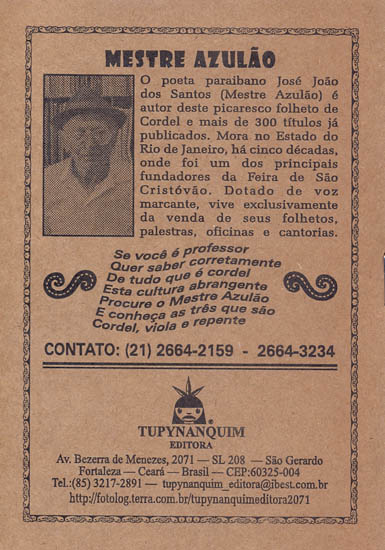 MESTRE AZULÃO
O poeta paraibano José João
dos Santos (Mestre Azulão) é
autor deste picaresco folheto de
Cordel e mais de 300 títulos já
publicados. Mora no Estado do
Rio de Janeiro, há cinco décadas,
onde foi um dos principais
fundadores da Feira de São
Cristóvão. Dotado de voz
marcante, vive exclusivamente
da venda de seus folhetos,
palestras, oficinas e cantorias.
Se você é professor
Quer saber corretamente
De tudo que é cordel
Esta cultura abrangente
Procure o Mestre Azulão
E conheça as três que são
Cordel, viola e repente
CONTATO: (21) 2664-2159 - 2664-3234
TUPYNANQUIM
EDITORA
Av. Bezerra de Menezes, 2071 — SL 208 — São Gerardo
Fortaleza — Ceará — Brasil — CEP:60325-004
Tel.:(85) 3217-2891 — tupynanquim_editora@ibest.com.br
http://fotolog.terra.com.br/tupynanquimeditora2071